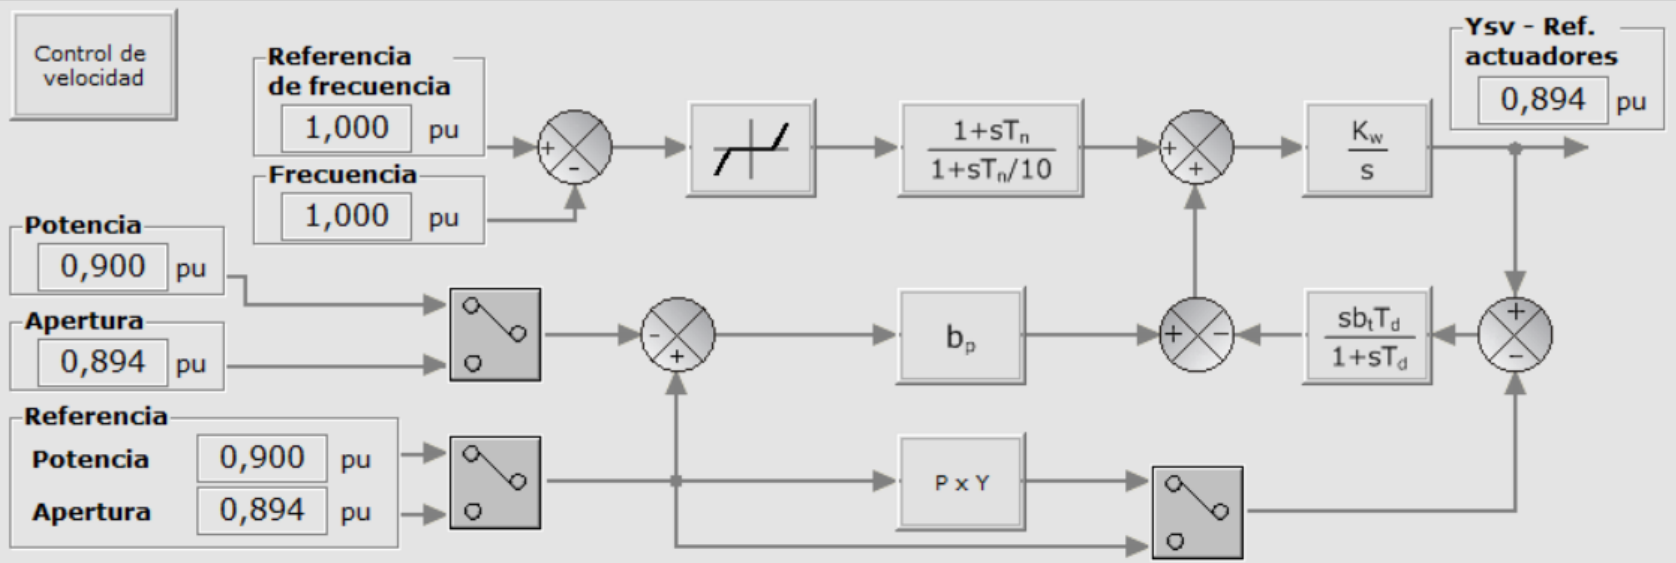 Control de
velocidad
Referencia
de frecuencia
1,000 pu
Frecuencia
1,000 pu
+
-
1+sTn
1+sTn/10
+
+
Kw
s
Ysv - Ref.
actuadores
0,894 pu
Potencia
0,900 pu
Apertura
0,894 pu
-
+
bp
+
-
sbtTd
1+sTd
+
-
Referencia
Potencia 0,900 pu
Apertura 0,894 pu
P x Y